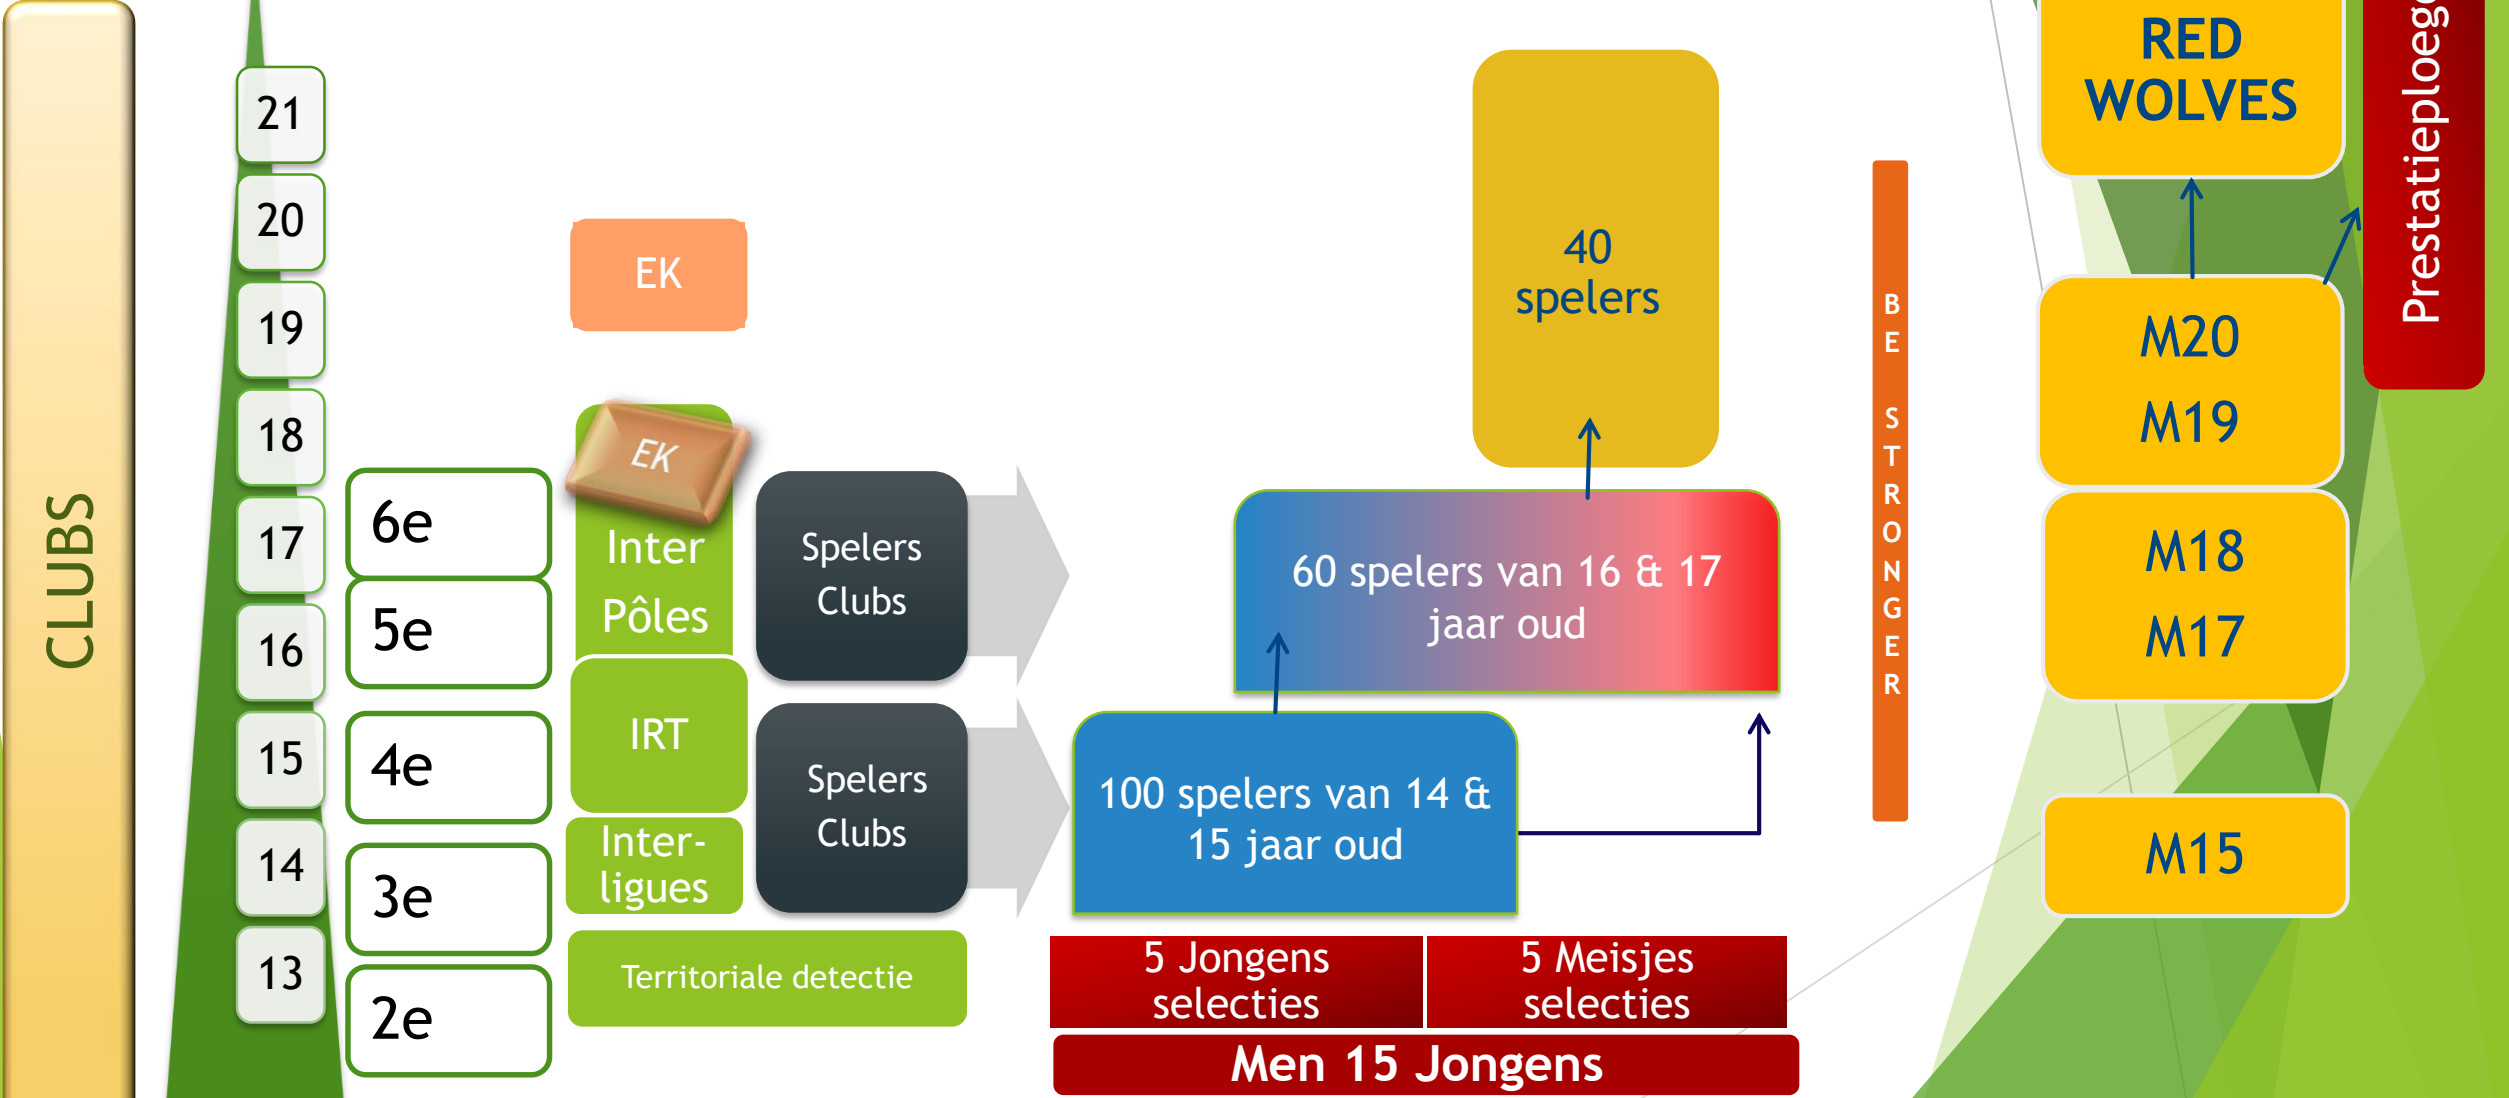 CLUBS
21
20
19
18
17
16
15
14
13
6e
5e
4e
3e
2e
EK
EK
Inter
Pôles
IRT
Inter-
ligues
Territoriale detectie
Spelers
Clubs
Spelers
Clubs
40
spelers
60 spelers van 16 & 17
jaar oud
100 spelers van 14 &
15 jaar oud
5 Jongens
selecties
5 Meisjes
selecties
Men 15 Jongens
BE STRONGER
RED
WOLVES
M20
M19
M18
M17
M15